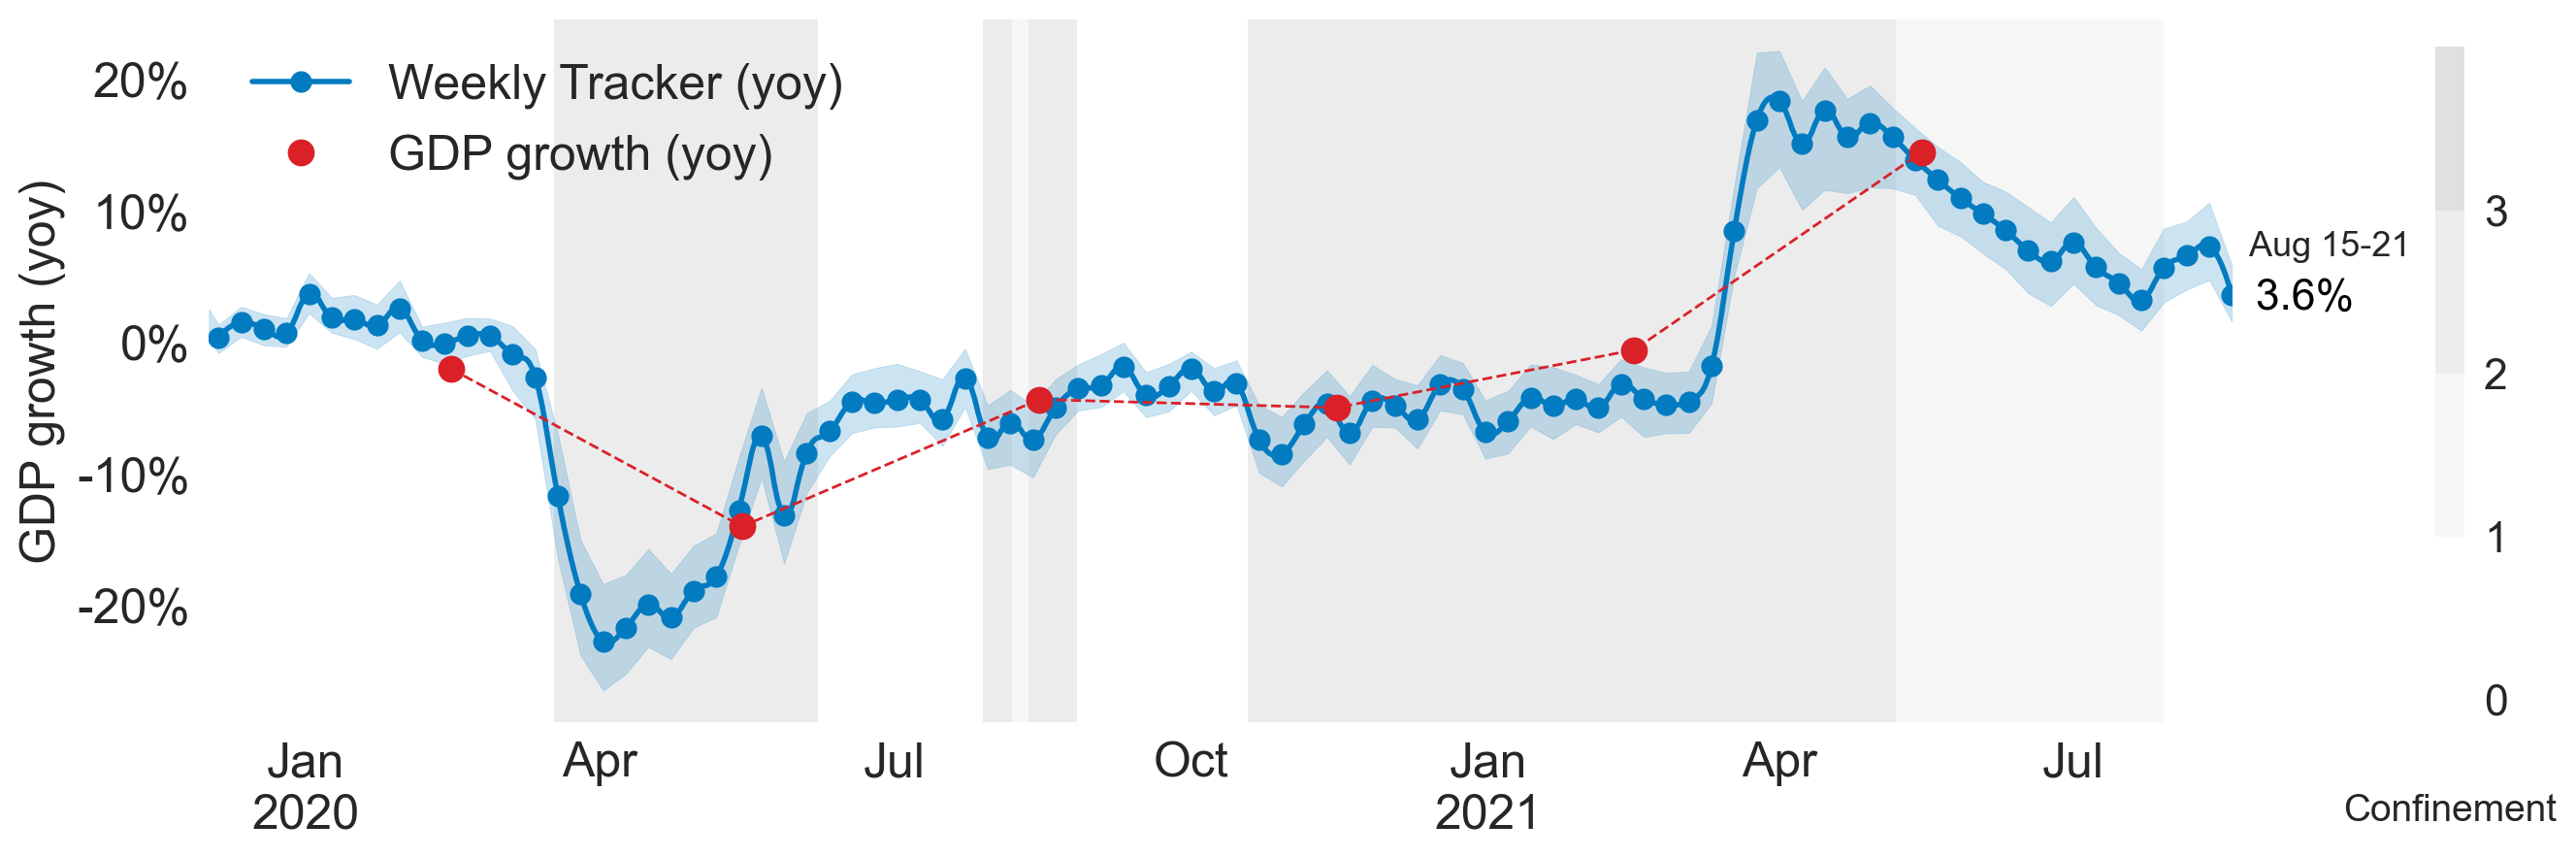 Weekly Tracker (yoy)
GDP growth (yoy)
GDP growth (yoy)
20%
10%
0%
-10%
-20%
Jan
2020
Apr
Jul
Oct
Jan
2021
Apr
Jul
Aug 15-21
3.6%
3
2
1
0
Confinement